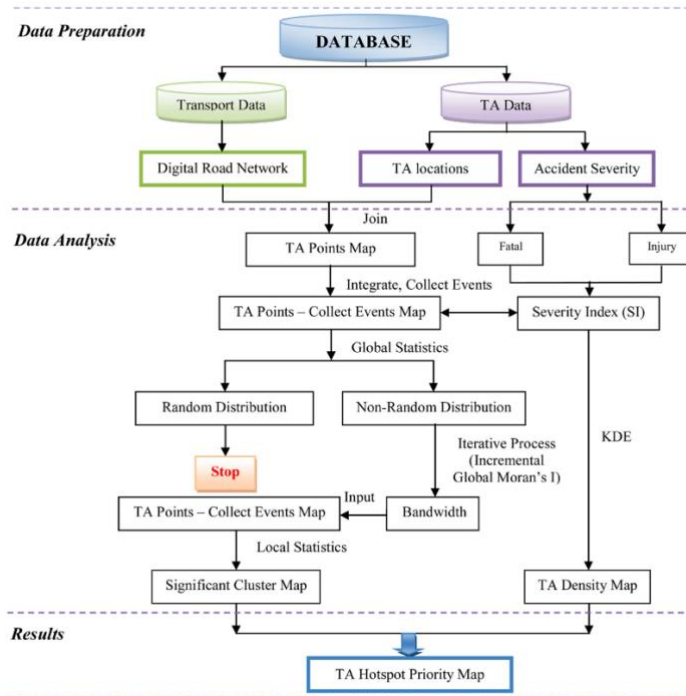 Data Preparation
DATABASE
Transport Data
TA Data
Digital Road Network
TA locations
Accident Severity
Join
Data Analysis
TA Points Map
Fatal
Injury
Integrate, Collect Events
TA Points – Collect Events Map
Severity Index (SI)
Global Statistics
Random Distribution
Non-Random Distribution
KDE
Iterative Process
(Incremental
Global Moran's I)
Stop
Input
TA Points – Collect Events Map
Bandwidth
Local Statistics
Significant Cluster Map
TA Density Map
Results
TA Hotspot Priority Map